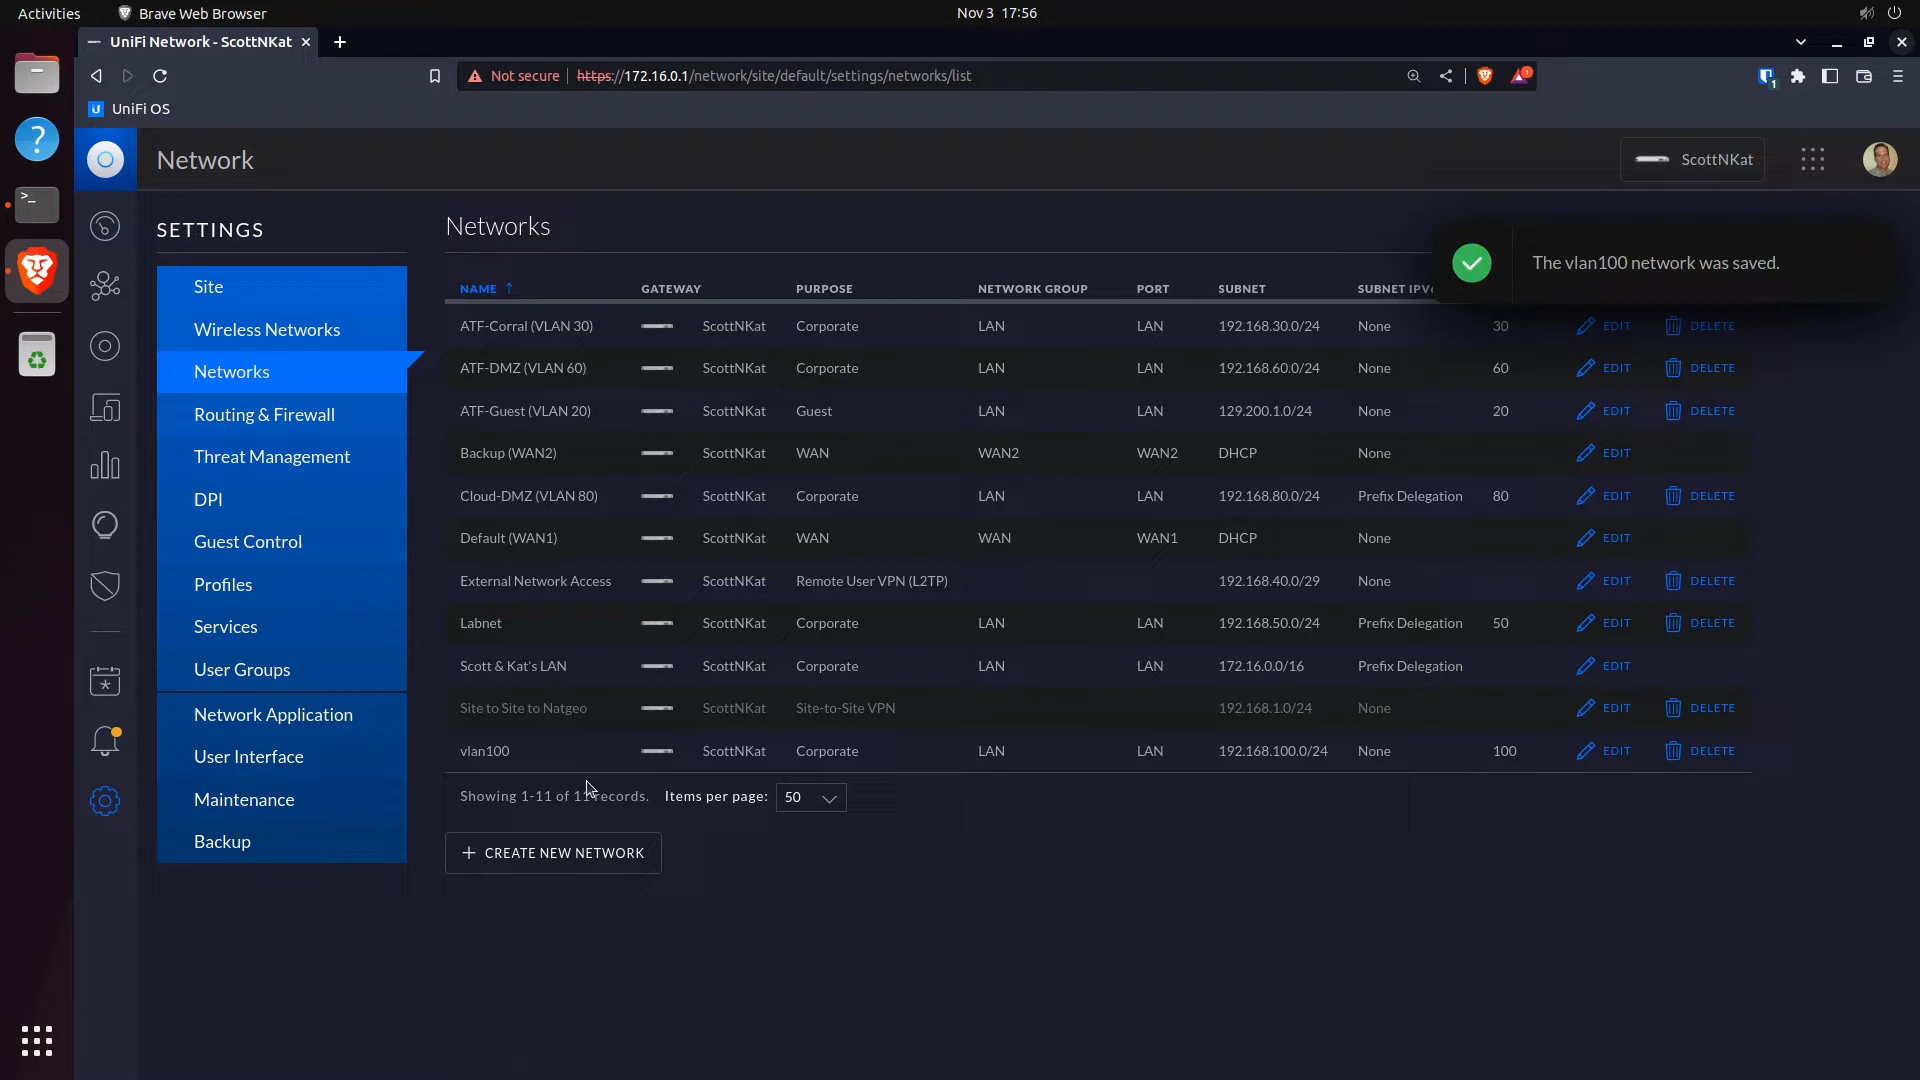 Activities Brave Web Browser Nov 3 17:56
UniFi Network - ScottNKat
Not secure https://172.16.0.1/network/site/default/settings/networks/list 1 1
UniFi OS
Network ScottNKat
SETTINGS
Site
Wireless Networks
Networks
Routing & Firewall
Threat Management
DPI
Guest Control
Profiles
Services
User Groups
Network Application
User Interface
Maintenance
Backup
Networks
The vlan100 network was saved.
NAME ↑ GATEWAY PURPOSE NETWORK GROUP PORT SUBNET SUBNET IPV
ATF-Corral (VLAN 30) ScottNKat Corporate LAN LAN 192.168.30.0/24 None 30 EDIT DELETE
ATF-DMZ (VLAN 60) ScottNKat Corporate LAN LAN 192.168.60.0/24 None 60 EDIT DELETE
ATF-Guest (VLAN 20) ScottNKat Guest LAN LAN 129.200.1.0/24 None 20 EDIT DELETE
Backup (WAN2) ScottNKat WAN WAN2 WAN2 DHCP None EDIT
Cloud-DMZ (VLAN 80) ScottNKat Corporate LAN LAN 192.168.80.0/24 Prefix Delegation 80 EDIT DELETE
Default (WAN1) ScottNKat WAN WAN WAN1 DHCP None EDIT
External Network Access ScottNKat Remote User VPN (L2TP) 192.168.40.0/29 None EDIT DELETE
Labnet ScottNKat Corporate LAN LAN 192.168.50.0/24 Prefix Delegation 50 EDIT DELETE
Scott & Kat's LAN ScottNKat Corporate LAN LAN 172.16.0.0/16 Prefix Delegation EDIT
Site to Site to Natgeo ScottNKat Site-to-Site VPN 192.168.1.0/24 None EDIT DELETE
vlan100 ScottNKat Corporate LAN LAN 192.168.100.0/24 None 100 EDIT DELETE
Showing 1-11 of 11 records. Items per page: 50
+ CREATE NEW NETWORK